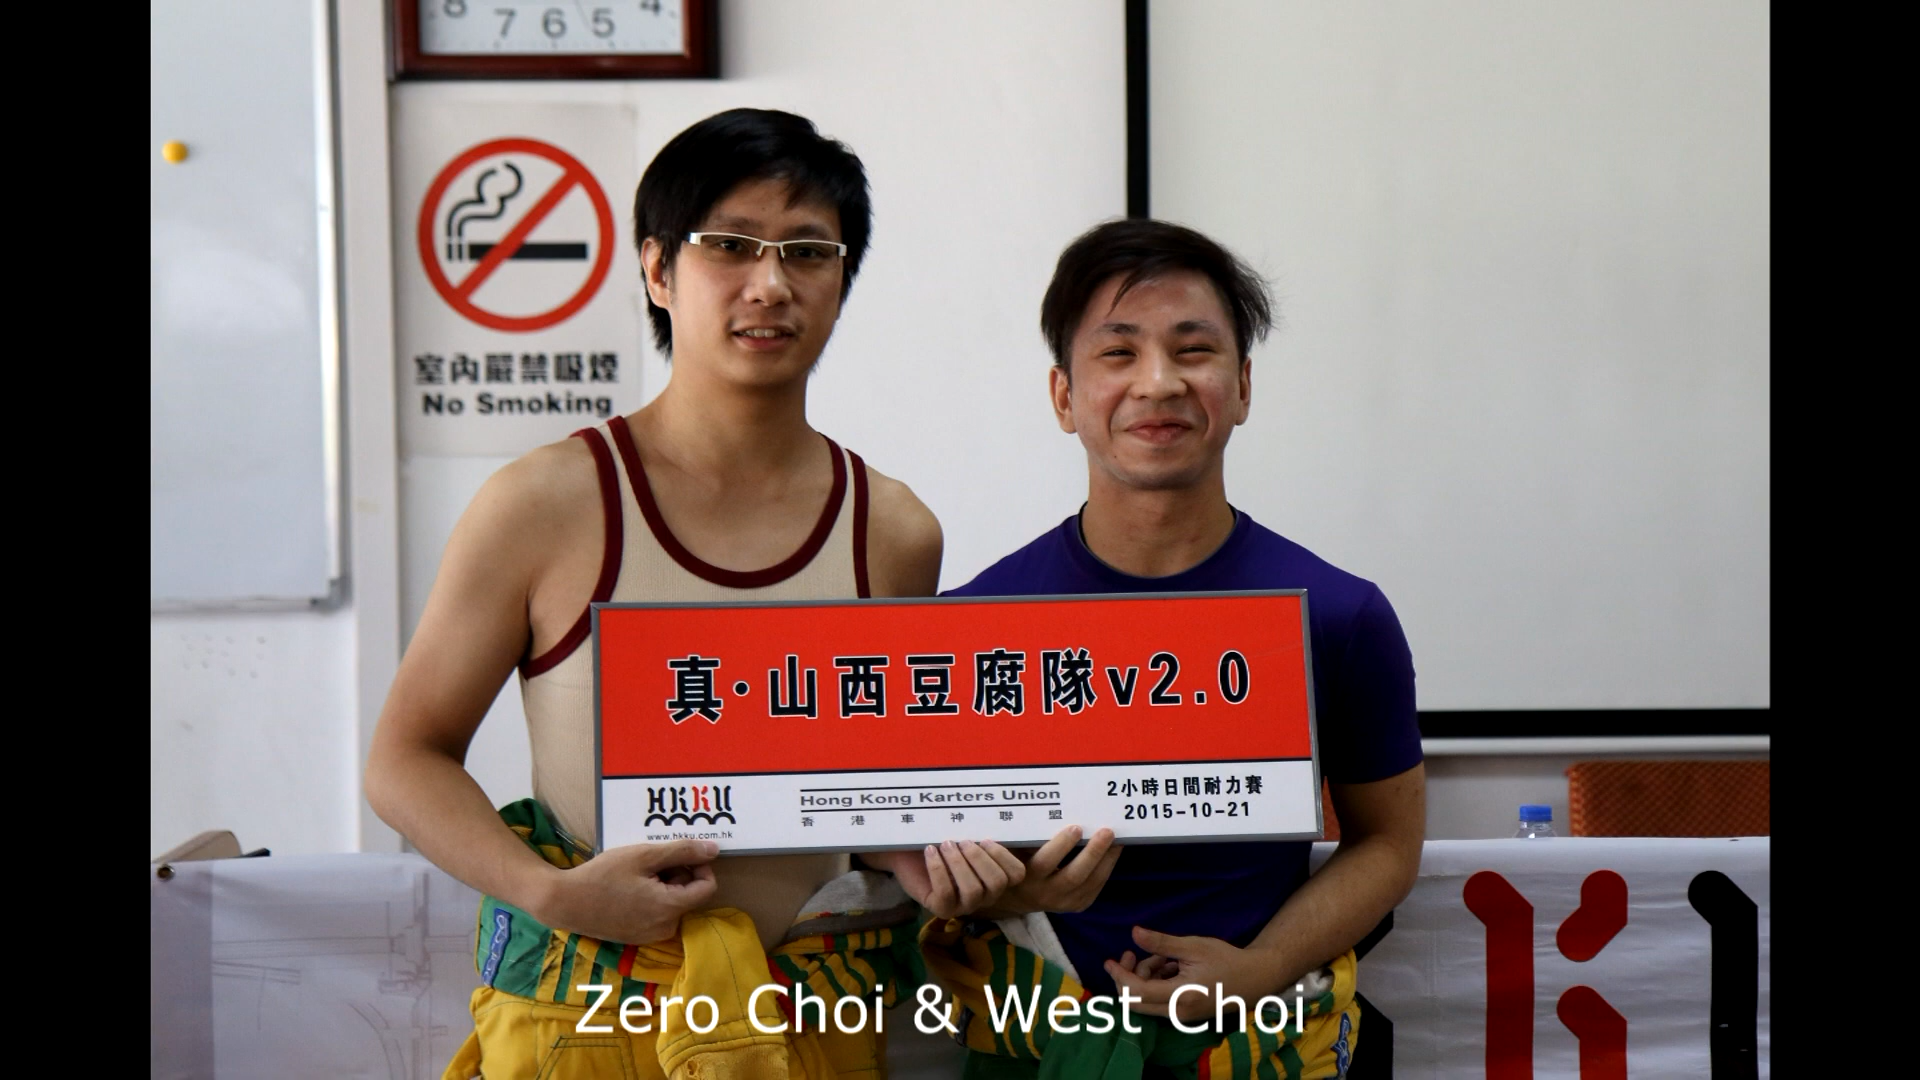 8 7 6 5 4
室內嚴禁吸煙
No Smoking
真·山西豆腐隊v2.0
HKKU
www.hkku.com.hk
Hong Kong Karters Union
香港車神聯盟
2小時日間耐力賽
2015-10-21
Zero Choi & West Choi